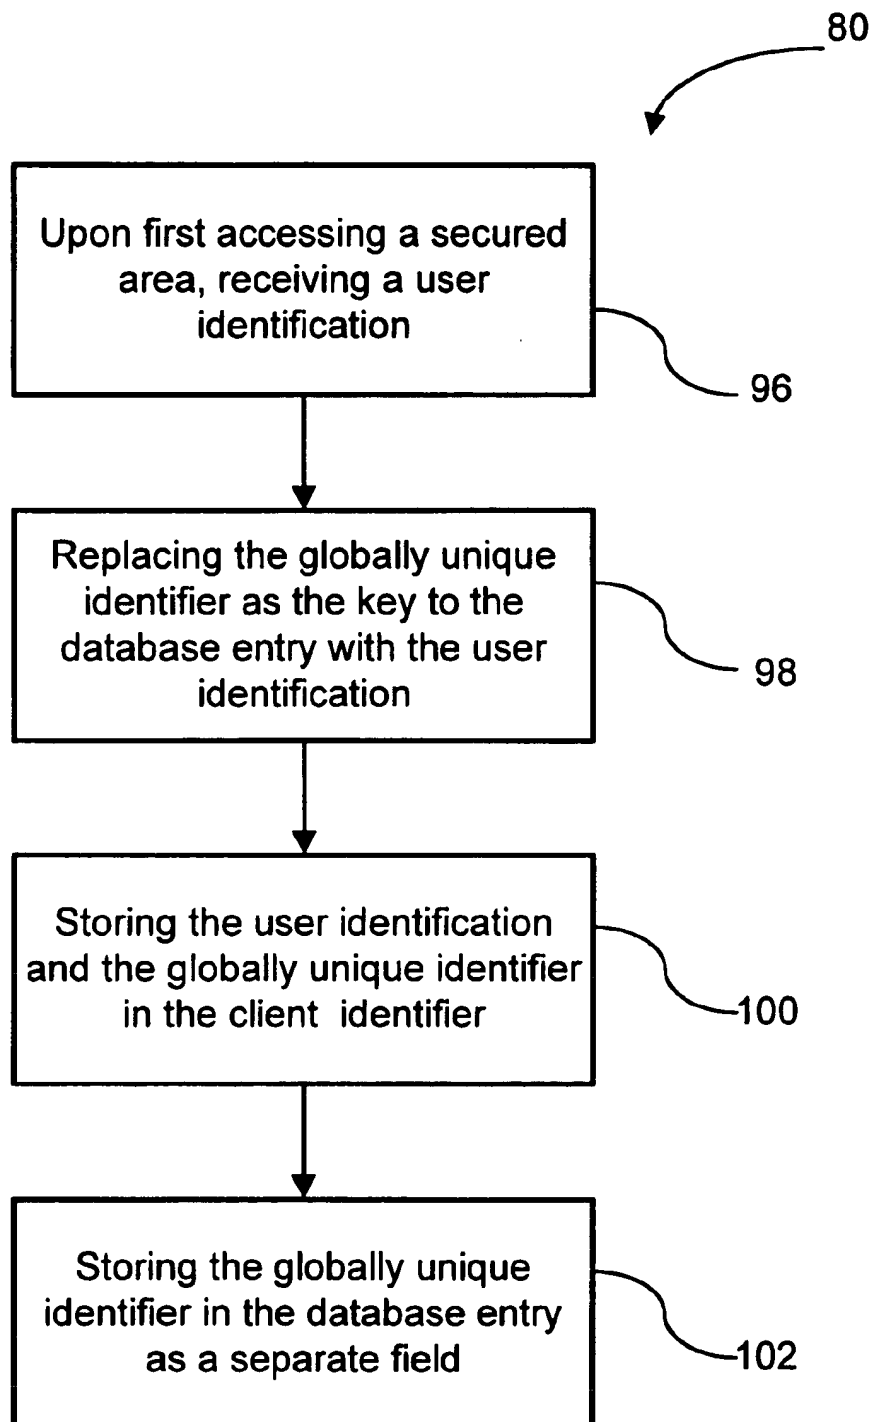 80
Upon first accessing a secured
area, receiving a user
identification
96
Replacing the globally unique
identifier as the key to the
database entry with the user
identification
98
Storing the user identification
and the globally unique identifier
in the client identifier
100
Storing the globally unique
identifier in the database entry
as a separate field
102